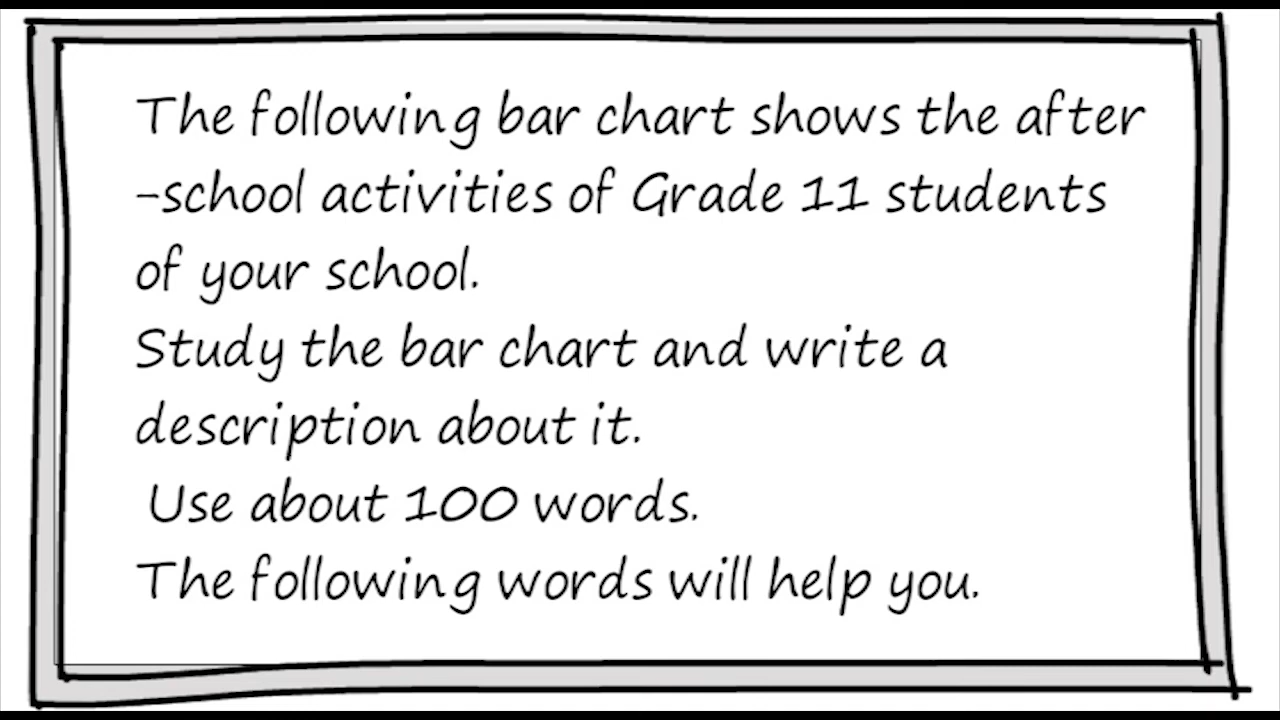 The following bar chart shows the after
-school activities of Grade 11 students
of your school.
Study the bar chart and write a
description about it.
Use about 100 words.
The following words will help you.